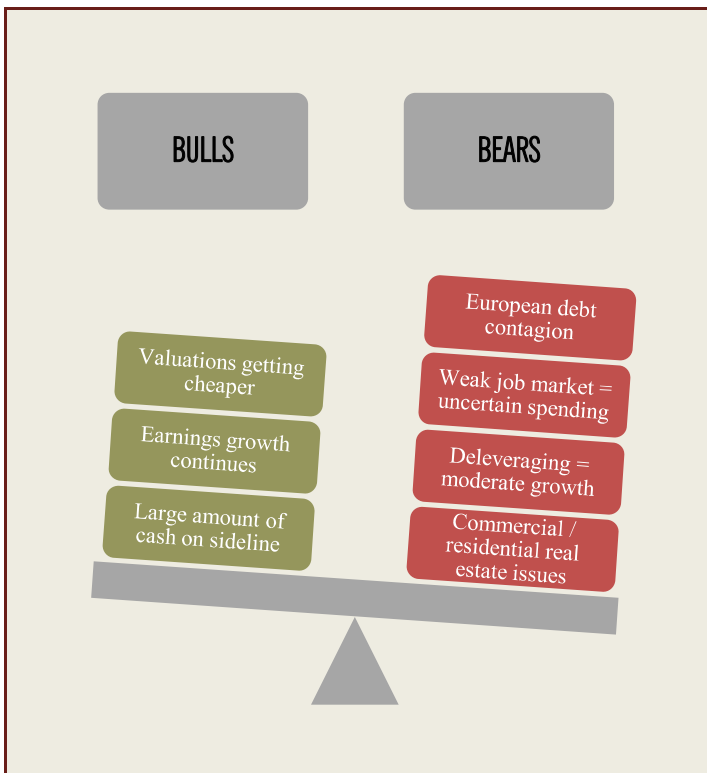 BULLS
BEARS
Valuations getting
cheaper
Earnings growth
continues
Large amount of
cash on sideline
European debt
contagion
Weak job market =
uncertain spending
Deleveraging =
moderate growth
Commercial /
residential real
estate issues